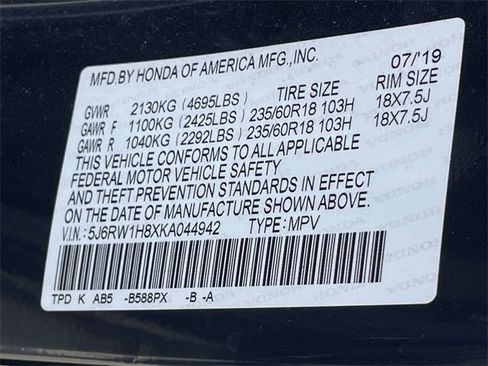 MFD.BY HONDA OF AMERICA MFG.,INC. 07/'19
GVWR 2130KG (4695LBS) TIRE SIZE RIM SIZE
GAWR F 1100KG (2425LBS) 235/60R18 103H 18X7.5J
GAWR R 1040KG (2292LBS) 235/60R18 103H 18X7.5J
THIS VEHICLE CONFORMS TO ALL APPLICABLE
FEDERAL MOTOR VEHICLE SAFETY
AND THEFT PREVENTION STANDARDS IN EFFECT
ON THE DATE OF MANUFACTURE SHOWN ABOVE.
V.I.N: 5J6RW1H8XKA044942 TYPE: MPV
TPD K AB5 -B588PX -B -A